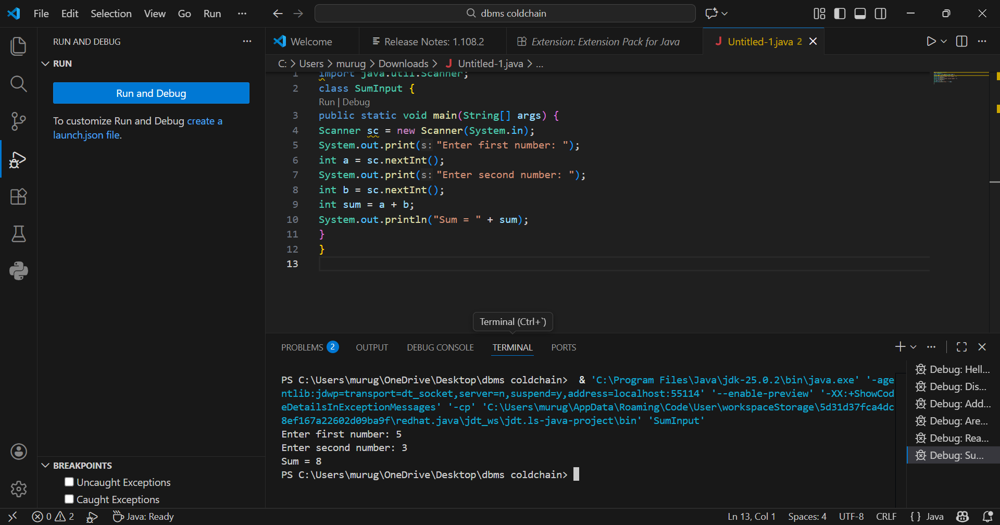 File Edit Selection View Go Run ···
dbms coldchain
RUN AND DEBUG ···
RUN
Run and Debug
To customize Run and Debug create a
launch.json file.
Welcome
Release Notes: 1.108.2
Extension: Extension Pack for Java
J Untitled-1.java 2
C: > Users > murug > Downloads > J Untitled-1.java > ...
1 import java.util.Scanner;
2 class SumInput {
Run | Debug
3 public static void main(String[] args) {
4 Scanner sc = new Scanner(System.in);
5 System.out.print(s: "Enter first number: ");
6 int a = sc.nextInt();
7 System.out.print(s: "Enter second number: ");
8 int b = sc.nextInt();
9 int sum = a + b;
10 System.out.println("Sum = " + sum);
11 }
12 }
13
Terminal (Ctrl+`)
PROBLEMS 2 OUTPUT DEBUG CONSOLE TERMINAL PORTS
PS C:\Users\murug\OneDrive\Desktop\dbms coldchain>  & 'C:\Program Files\Java\jdk-25.0.2\bin\java.exe' '-age
ntlib:jdwp=transport=dt_socket,server=n,suspend=y,address=localhost:55114' '--enable-preview' '-XX:+ShowCod
eDetailsInExceptionMessages' '-cp' 'C:\Users\murug\AppData\Roaming\Code\User\workspaceStorage\5d31d37fca4dc
8ef167a22602d09ba9f\redhat.java\jdt_ws\jdt.ls-java-project\bin' 'SumInput'
Enter first number: 5
Enter second number: 3
Sum = 8
PS C:\Users\murug\OneDrive\Desktop\dbms coldchain>
Debug: Hell...
Debug: Dis...
Debug: Add...
Debug: Are...
Debug: Rea...
Debug: Su...
BREAKPOINTS
Uncaught Exceptions
Caught Exceptions
0 2 Java: Ready
Ln 13, Col 1 Spaces: 4 UTF-8 CRLF { } Java